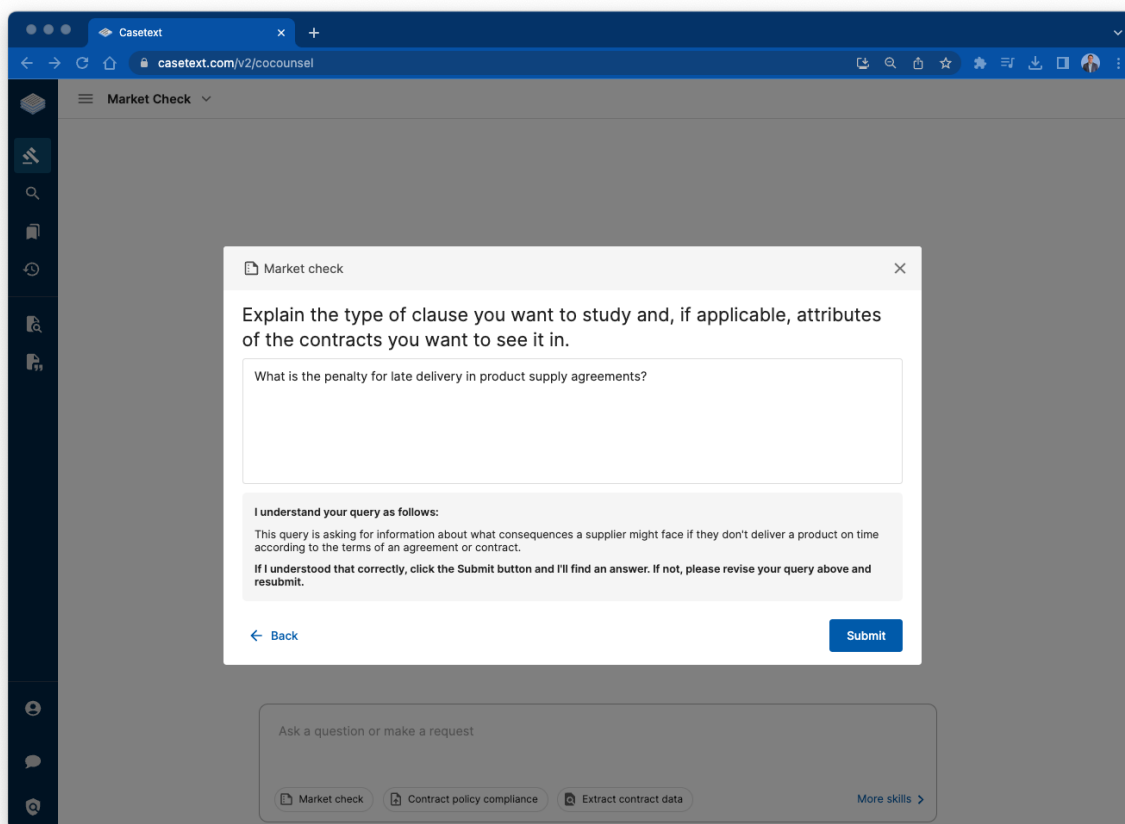 Casetext
casetext.com/v2/cocounsel
Market Check
Market check
Explain the type of clause you want to study and, if applicable, attributes
of the contracts you want to see it in.
What is the penalty for late delivery in product supply agreements?
I understand your query as follows:
This query is asking for information about what consequences a supplier might face if they don't deliver a product on time
according to the terms of an agreement or contract.
If I understood that correctly, click the Submit button and I'll find an answer. If not, please revise your query above and
resubmit.
Back
Submit
Ask a question or make a request
Market check
Contract policy compliance
Extract contract data
More skills